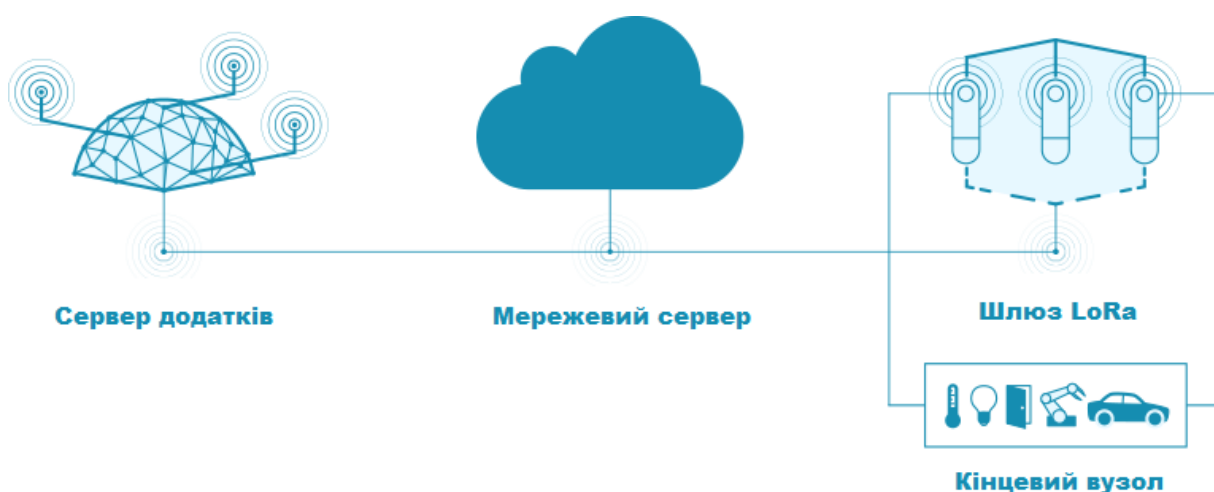 Сервер додатків
Мережевий сервер
Шлюз LoRa
Кінцевий вузол